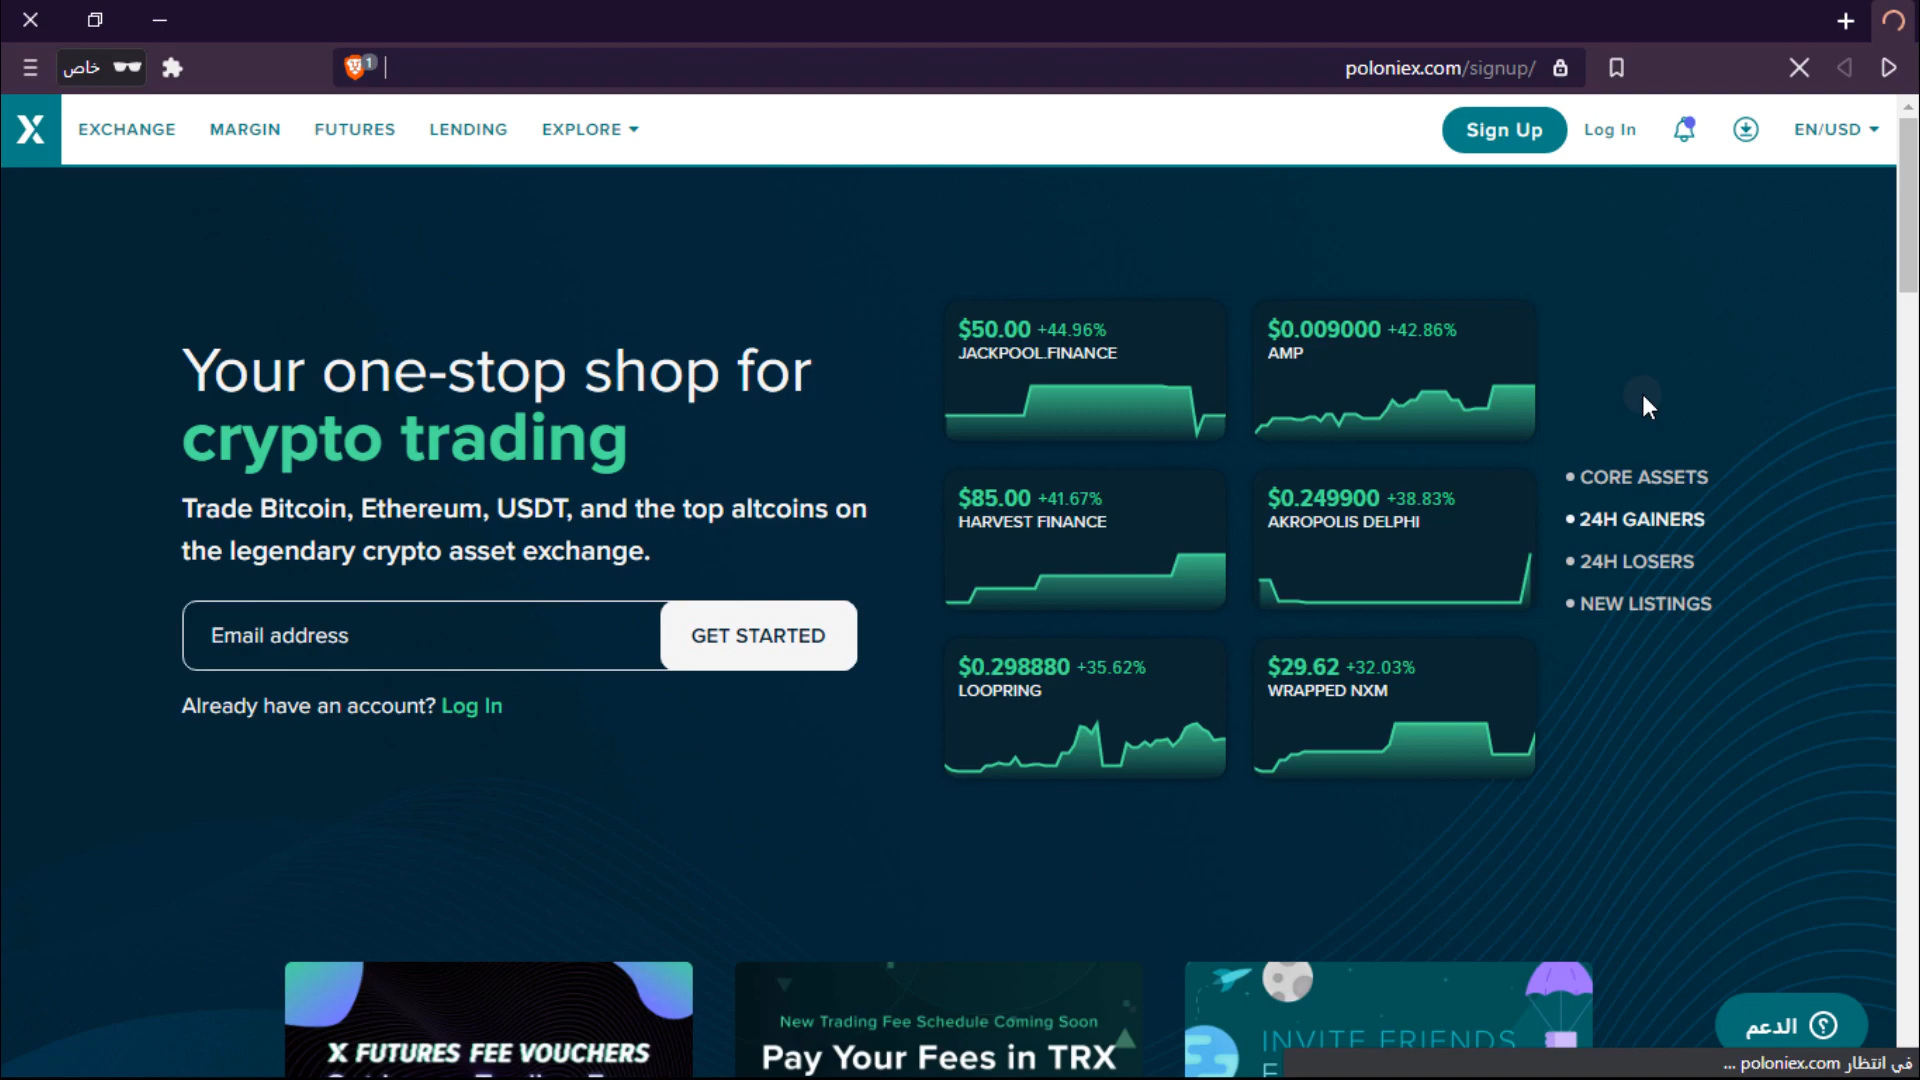 خاص
1
poloniex.com/signup/
EXCHANGE
MARGIN
FUTURES
LENDING
EXPLORE
Sign Up
Log In
EN/USD
Your one-stop shop for
crypto trading
Trade Bitcoin, Ethereum, USDT, and the top altcoins on
the legendary crypto asset exchange.
Email address
GET STARTED
Already have an account? Log In
$50.00 +44.96%
JACKPOOL.FINANCE
$0.009000 +42.86%
AMP
$85.00 +41.67%
HARVEST FINANCE
$0.249900 +38.83%
AKROPOLIS DELPHI
$0.298880 +35.62%
LOOPRING
$29.62 +32.03%
WRAPPED NXM
• CORE ASSETS
• 24H GAINERS
• 24H LOSERS
• NEW LISTINGS
X FUTURES FEE VOUCHERS
New Trading Fee Schedule Coming Soon
Pay Your Fees in TRX
INVITE FRIENDS
الدعم
في انتظار poloniex.com ...